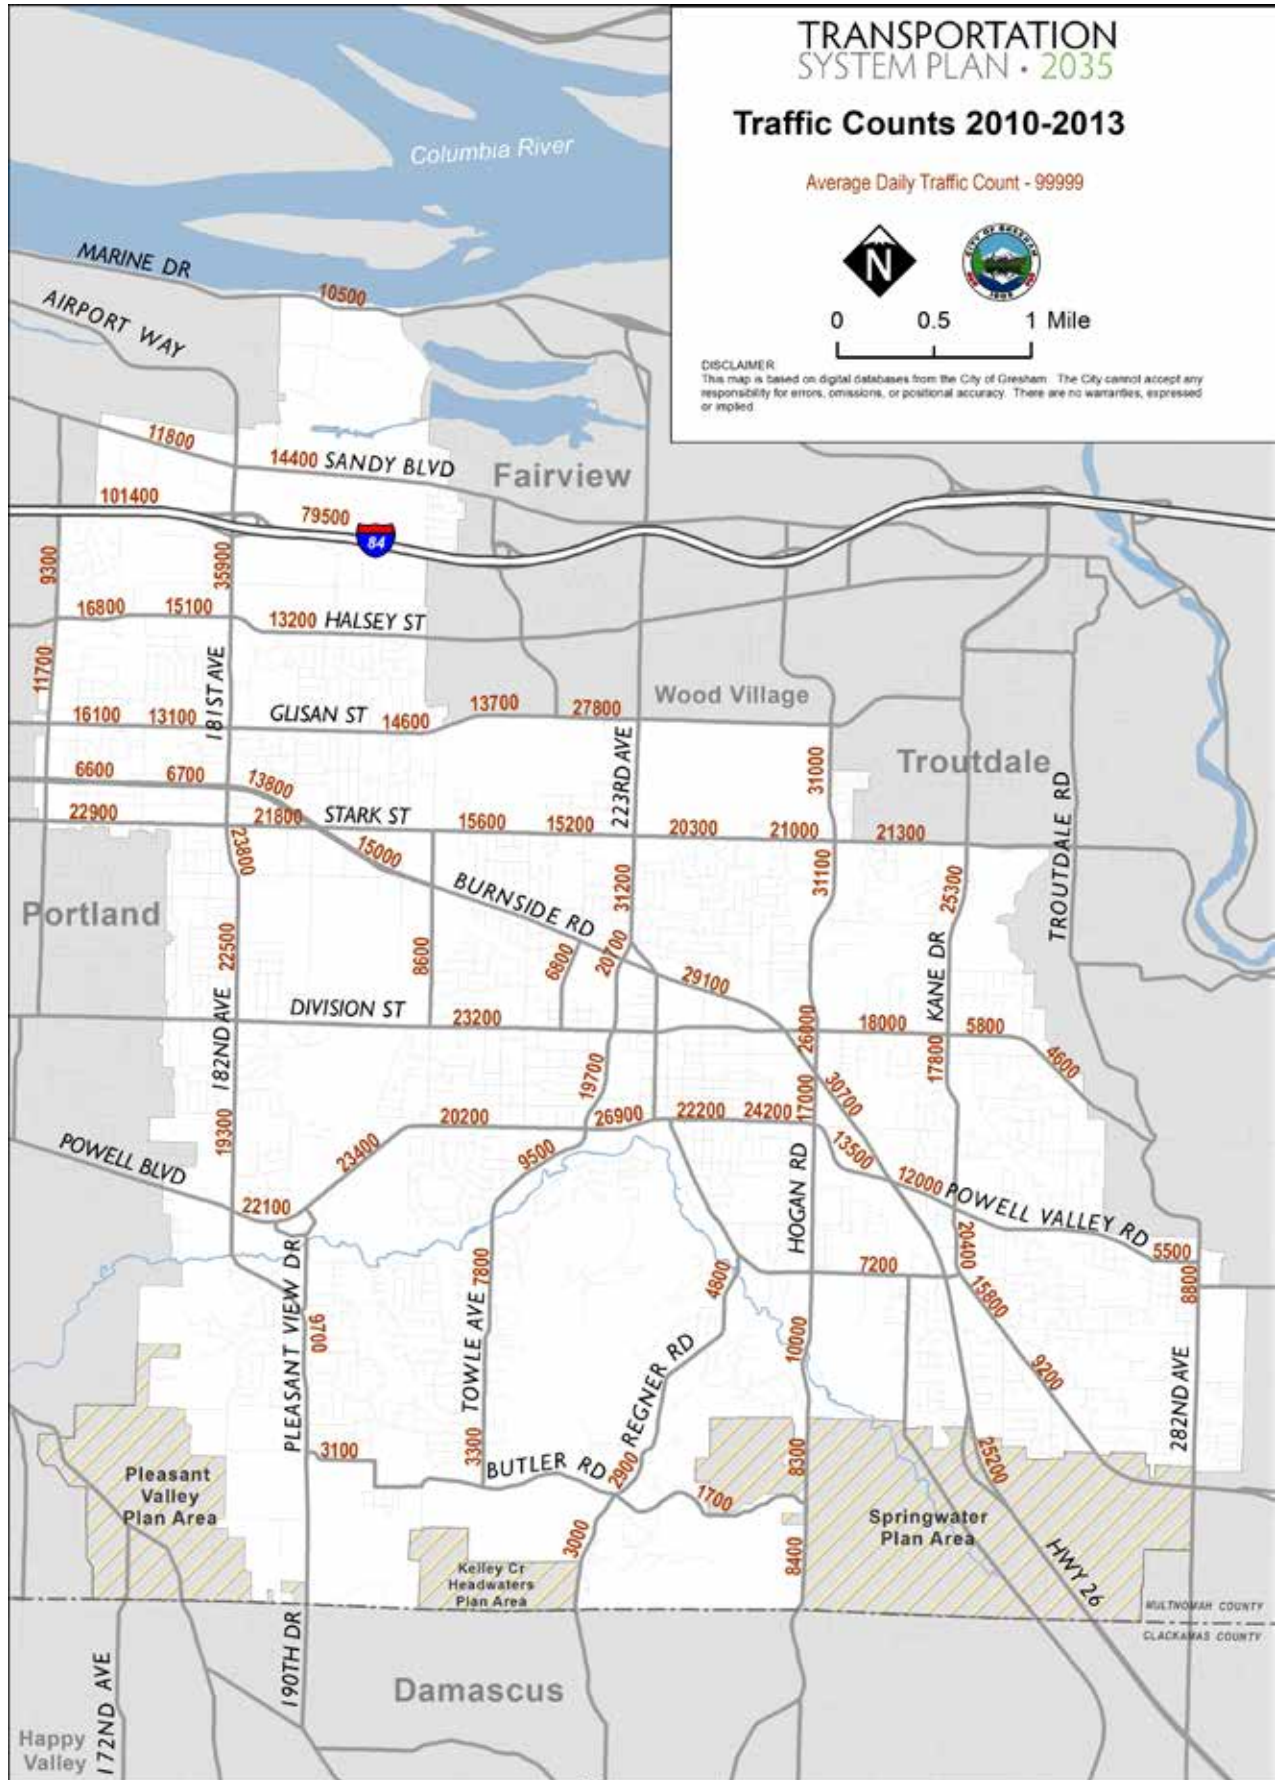 TRANSPORTATION
SYSTEM PLAN • 2035
Traffic Counts 2010-2013
Average Daily Traffic Count - 99999
N
CITY OF GRESHAM
0 0.5 1 Mile
DISCLAIMER
This map is based on digital databases from the City of Gresham. The City cannot accept any
responsibility for errors, omissions, or positional accuracy. There are no warranties, expressed
or implied.
Columbia River
MARINE DR
10500
AIRPORT WAY
11800
14400 SANDY BLVD
Fairview
101400
79500
84
9300
35900
16800
15100
13200 HALSEY ST
11700
181ST AVE
Wood Village
16100
13100
GLISAN ST
14600
13700
27800
223RD AVE
31000
Troutdale
TROUTDALE RD
6600
6700
13800
22900
21800
STARK ST
15600
15200
20300
21000
21300
23800
15000
31200
31100
25300
BURNSIDE RD
Portland
22500
8600
6800
20700
29100
KANE DR
182ND AVE
DIVISION ST
23200
26000
18000
5800
17800
4600
19700
30700
17000
19300
20200
26900
22200
24200
23400
9500
13500
POWELL BLVD
22100
12000
POWELL VALLEY RD
HOGAN RD
PLEASANT VIEW DR
7800
4800
7200
20400
5500
8800
15800
9700
TOWLE AVE
REGNER RD
10000
9200
282ND AVE
3100
3300
BUTLER RD
2900
1700
8300
25200
Pleasant
Valley
Plan Area
Springwater
Plan Area
3000
8400
HWY 26
Kelley Cr
Headwaters
Plan Area
MULTNOMAH COUNTY
CLACKAMAS COUNTY
190TH DR
172ND AVE
Damascus
Happy
Valley